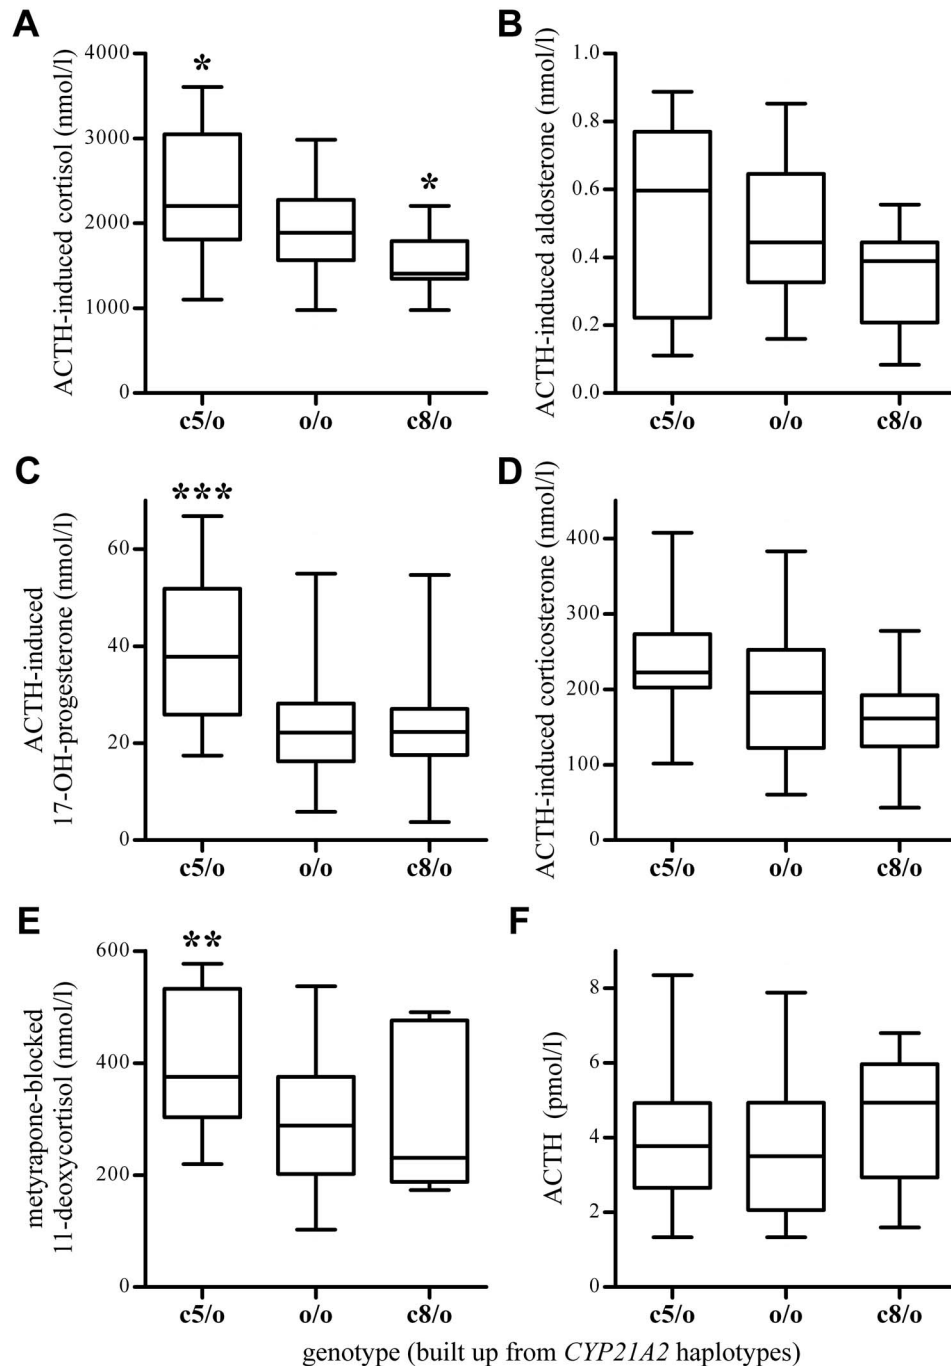 A
ACTH-induced cortisol (nmol/l)
4000
3000
2000
1000
0
*
*
c5/o o/o c8/o
B
ACTH-induced aldosterone (nmol/l)
1.0
0.8
0.6
0.4
0.2
0.0
c5/o o/o c8/o
C
ACTH-induced
17-OH-progesterone (nmol/l)
60
40
20
0
***
c5/o o/o c8/o
D
ACTH-induced corticosterone (nmol/l)
400
300
200
100
0
c5/o o/o c8/o
E
metyrapone-blocked
11-deoxycortisol (nmol/l)
600
400
200
0
**
c5/o o/o c8/o
F
ACTH (pmol/l)
8
6
4
2
0
c5/o o/o c8/o
genotype (built up from CYP21A2 haplotypes)